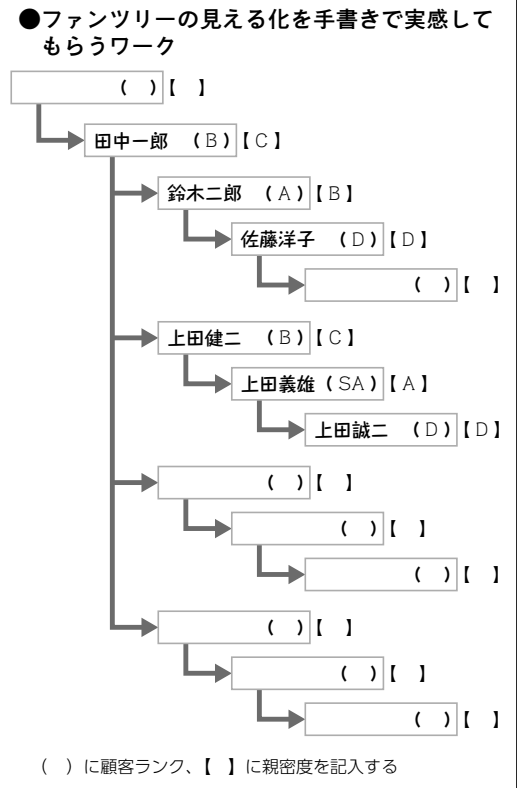 ●ファンツリーの見える化を手書きで実感して
もらうワーク
(　)【　】
田中一郎　(B)【C】
鈴木二郎　(A)【B】
佐藤洋子　(D)【D】
(　)【　】
上田健二　(B)【C】
上田義雄(SA)【A】
上田誠二　(D)【D】
(　)【　】
(　)【　】
(　)【　】
(　)【　】
(　)【　】
(　)【　】
(　)に顧客ランク、【　】に親密度を記入する